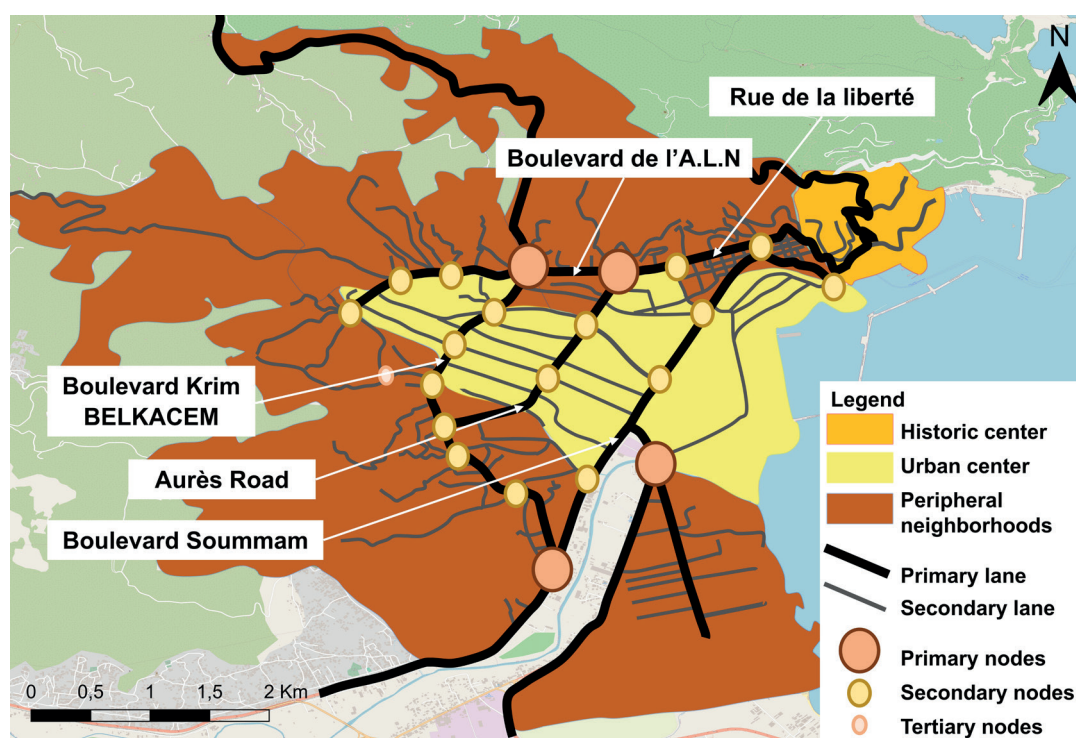 N
Rue de la liberté
Boulevard de l'A.L.N
Boulevard Krim
BELKACEM
Aurès Road
Boulevard Soummam
Legend
Historic center
Urban center
Peripheral
neighborhoods
Primary lane
Secondary lane
Primary nodes
Secondary nodes
Tertiary nodes
0 0,5 1 1,5 2 Km